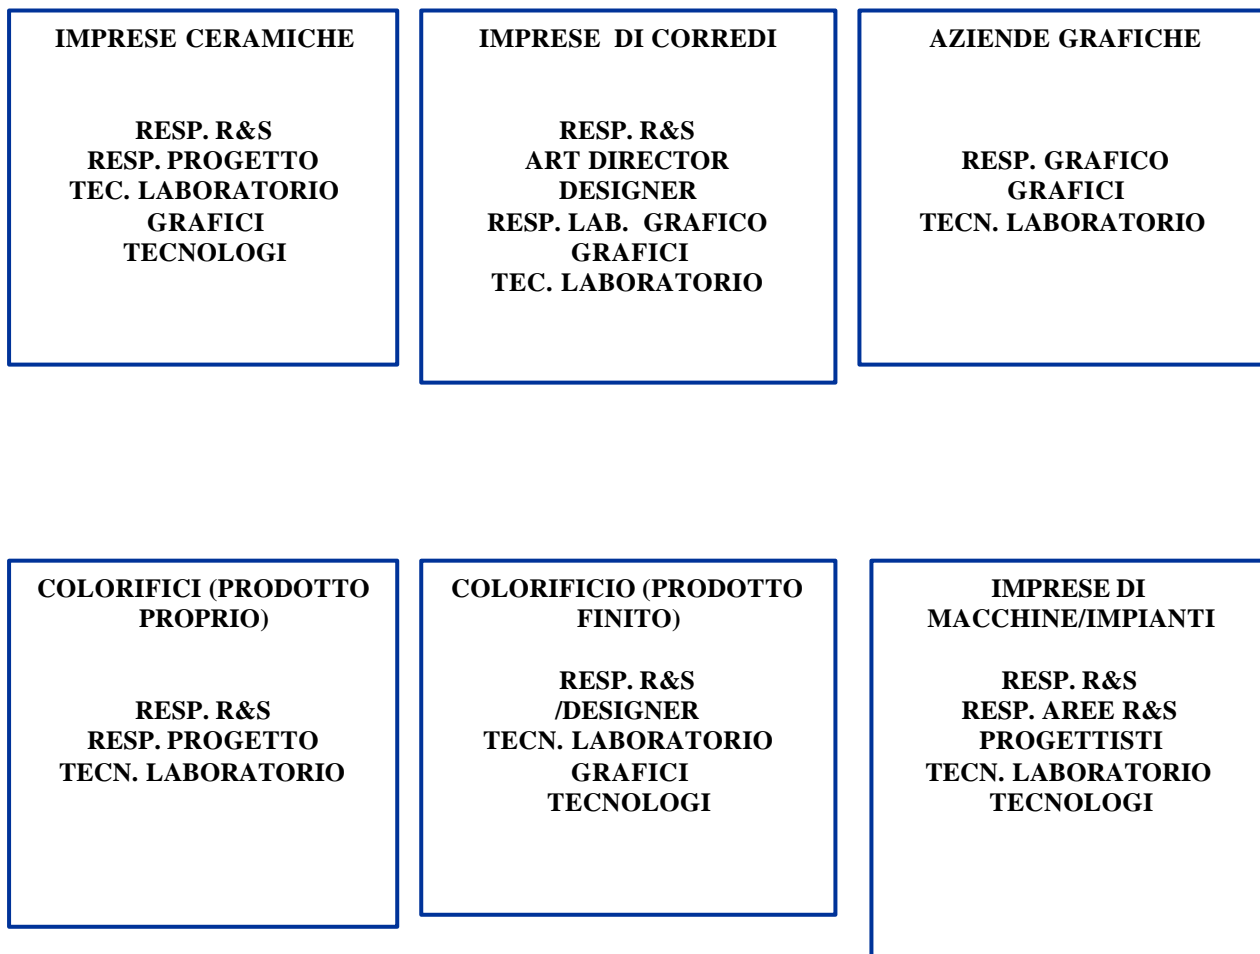 IMPRESE CERAMICHE
RESP. R&S
RESP. PROGETTO
TEC. LABORATORIO
GRAFICI
TECNOLOGI
IMPRESE DI CORREDI
RESP. R&S
ART DIRECTOR
DESIGNER
RESP. LAB. GRAFICO
GRAFICI
TEC. LABORATORIO
AZIENDE GRAFICHE
RESP. GRAFICO
GRAFICI
TECN. LABORATORIO
COLORIFICI (PRODOTTO
PROPRIO)
RESP. R&S
RESP. PROGETTO
TECN. LABORATORIO
COLORIFICIO (PRODOTTO
FINITO)
RESP. R&S
/DESIGNER
TECN. LABORATORIO
GRAFICI
TECNOLOGI
IMPRESE DI
MACCHINE/IMPIANTI
RESP. R&S
RESP. AREE R&S
PROGETTISTI
TECN. LABORATORIO
TECNOLOGI